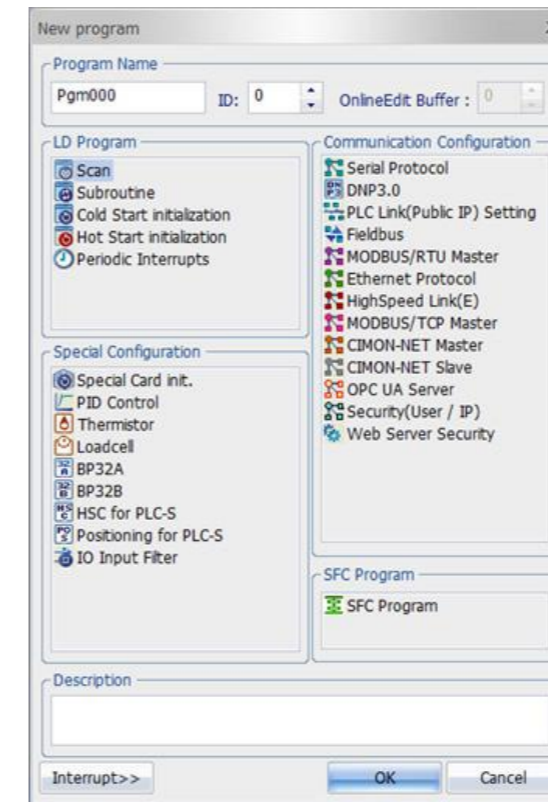 New program
Program Name
Pgm000 ID: 0 OnlineEdit Buffer : 0
LD Program
Scan
Subroutine
Cold Start initialization
Hot Start initialization
Periodic Interrupts
Special Configuration
Special Card init.
PID Control
Thermistor
Loadcell
BP32A
BP32B
HSC for PLC-S
Positioning for PLC-S
IO Input Filter
Communication Configuration
Serial Protocol
DNP3.0
PLC Link(Public IP) Setting
Fieldbus
MODBUS/RTU Master
Ethernet Protocol
HighSpeed Link(E)
MODBUS/TCP Master
CIMON-NET Master
CIMON-NET Slave
OPC UA Server
Security(User / IP)
Web Server Security
SFC Program
SFC Program
Description
Interrupt>> OK Cancel